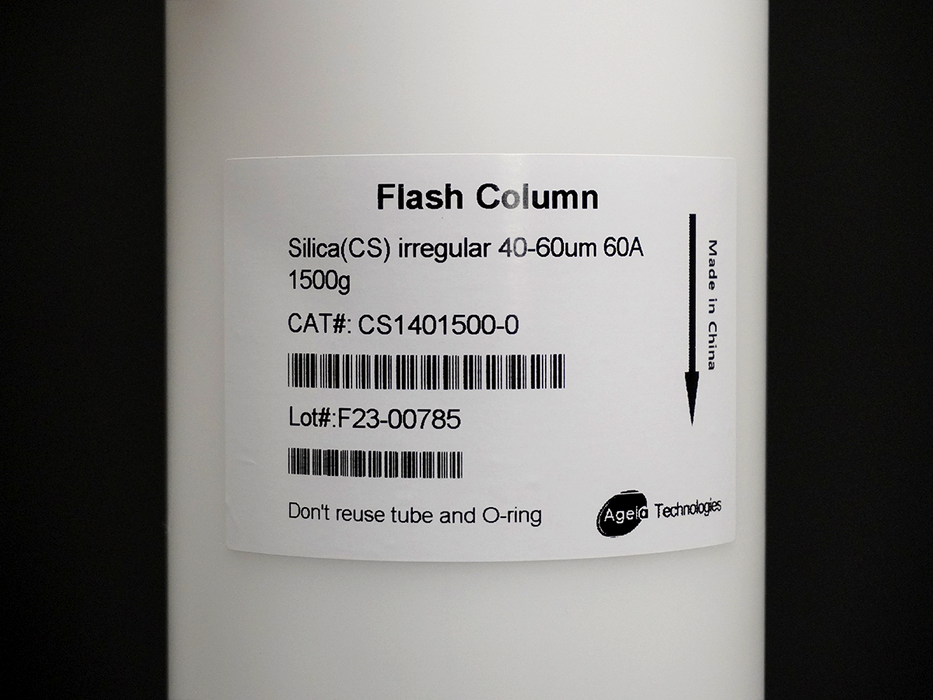 Flash Column
Silica(CS) irregular 40-60um 60A
1500g
CAT#: CS1401500-0
Lot#:F23-00785
Don't reuse tube and O-ring
Agela Technologies
Made in China